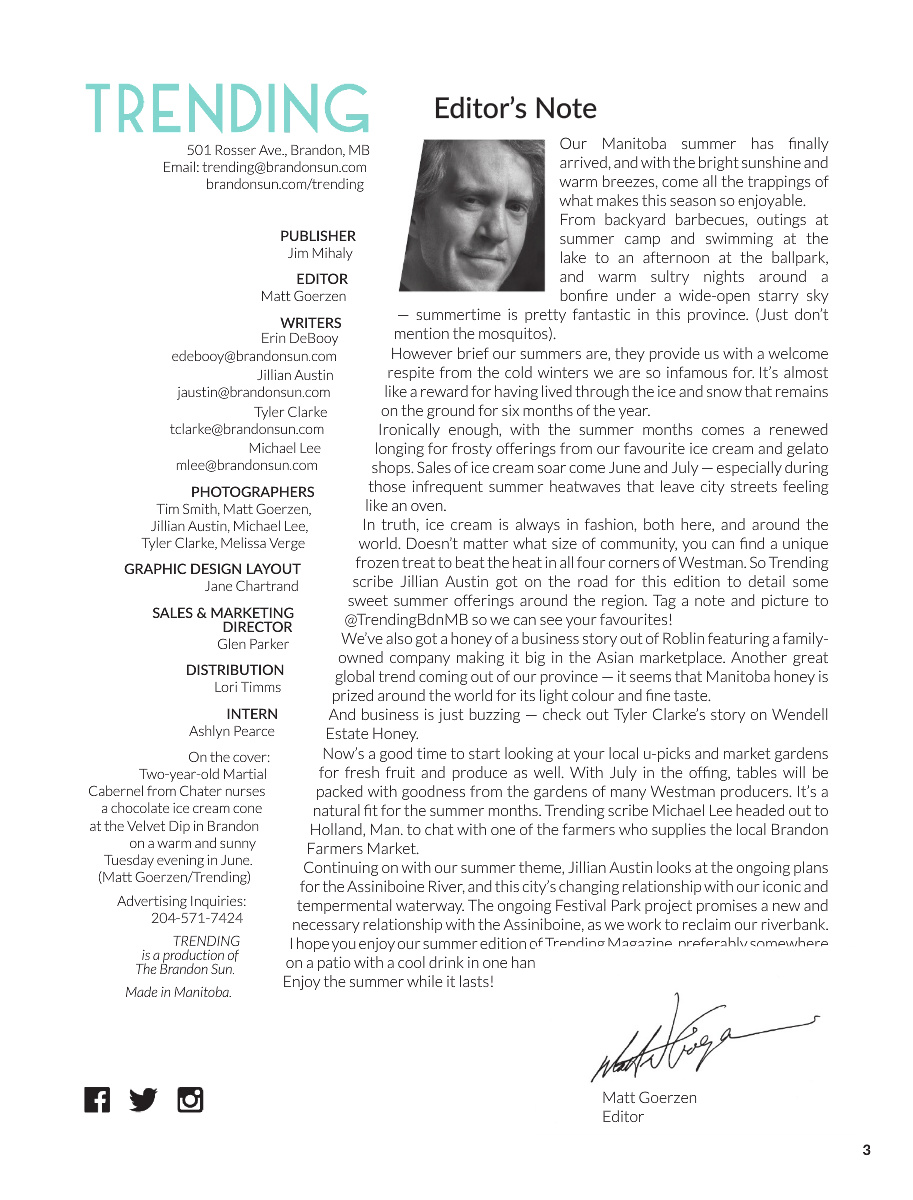 TRENDING
501 Rosser Ave., Brandon, MB
Email: trending@brandonsun.com
brandonsun.com/trending
PUBLISHER
Jim Mihaly
EDITOR
Matt Goerzen
WRITERS
Erin DeBooy
edebooy@brandonsun.com
Jillian Austin
jaustin@brandonsun.com
Tyler Clarke
tclarke@brandonsun.com
Michael Lee
mlee@brandonsun.com
PHOTOGRAPHERS
Tim Smith, Matt Goerzen,
Jillian Austin, Michael Lee,
Tyler Clarke, Melissa Verge
GRAPHIC DESIGN LAYOUT
Jane Chartrand
SALES & MARKETING
DIRECTOR
Glen Parker
DISTRIBUTION
Lori Timms
INTERN
Ashlyn Pearce
On the cover:
Two-year-old Martial
Cabernel from Chater nurses
a chocolate ice cream cone
at the Velvet Dip in Brandon
on a warm and sunny
Tuesday evening in June.
(Matt Goerzen/Trending)
Advertising Inquiries:
204-571-7424
TRENDING
is a production of
The Brandon Sun.
Made in Manitoba.
Editor's Note
Our Manitoba summer has finally
arrived, and with the bright sunshine and
warm breezes, come all the trappings of
what makes this season so enjoyable.
From backyard barbecues, outings at
summer camp and swimming at the
lake to an afternoon at the ballpark,
and warm sultry nights around a
bonfire under a wide-open starry sky
— summertime is pretty fantastic in this province. (Just don't
mention the mosquitos).
However brief our summers are, they provide us with a welcome
respite from the cold winters we are so infamous for. It's almost
like a reward for having lived through the ice and snow that remains
on the ground for six months of the year.
Ironically enough, with the summer months comes a renewed
longing for frosty offerings from our favourite ice cream and gelato
shops. Sales of ice cream soar come June and July — especially during
those infrequent summer heatwaves that leave city streets feeling
like an oven.
In truth, ice cream is always in fashion, both here, and around the
world. Doesn't matter what size of community, you can find a unique
frozen treat to beat the heat in all four corners of Westman. So Trending
scribe Jillian Austin got on the road for this edition to detail some
sweet summer offerings around the region. Tag a note and picture to
@TrendingBdnMB so we can see your favourites!
We've also got a honey of a business story out of Roblin featuring a family-
owned company making it big in the Asian marketplace. Another great
global trend coming out of our province — it seems that Manitoba honey is
prized around the world for its light colour and fine taste.
And business is just buzzing — check out Tyler Clarke's story on Wendell
Estate Honey.
Now's a good time to start looking at your local u-picks and market gardens
for fresh fruit and produce as well. With July in the offing, tables will be
packed with goodness from the gardens of many Westman producers. It's a
natural fit for the summer months. Trending scribe Michael Lee headed out to
Holland, Man. to chat with one of the farmers who supplies the local Brandon
Farmers Market.
Continuing on with our summer theme, Jillian Austin looks at the ongoing plans
for the Assiniboine River, and this city's changing relationship with our iconic and
tempermental waterway. The ongoing Festival Park project promises a new and
necessary relationship with the Assiniboine, as we work to reclaim our riverbank.
I hope you enjoy our summer edition of Trending Magazine, preferably somewhere
on a patio with a cool drink in one han
Enjoy the summer while it lasts!
Matt Goerzen
Editor
3